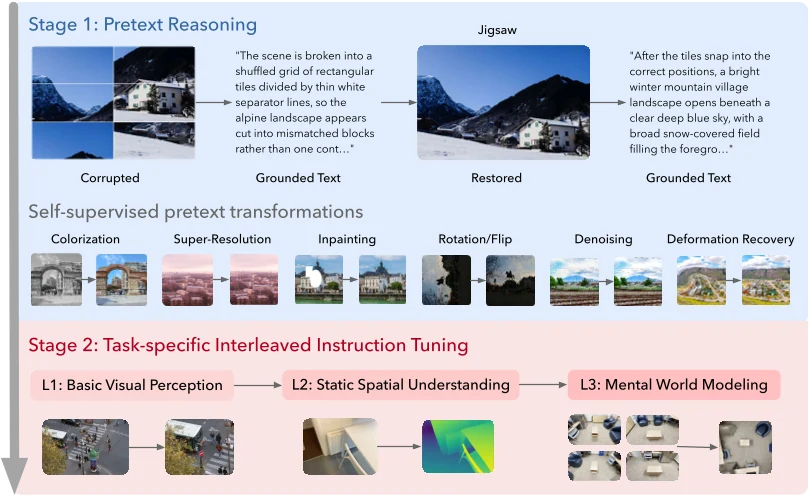 Stage 1: Pretext Reasoning
Jigsaw
"The scene is broken into a
shuffled grid of rectangular
tiles divided by thin white
separator lines, so the
alpine landscape appears
cut into mismatched blocks
rather than one cont..."
"After the tiles snap into the
correct positions, a bright
winter mountain village
landscape opens beneath a
clear deep blue sky, with a
broad snow-covered field
filling the foregro..."
Corrupted
Grounded Text
Restored
Grounded Text
Self-supervised pretext transformations
Colorization
Super-Resolution
Inpainting
Rotation/Flip
Denoising
Deformation Recovery
Stage 2: Task-specific Interleaved Instruction Tuning
L1: Basic Visual Perception
L2: Static Spatial Understanding
L3: Mental World Modeling